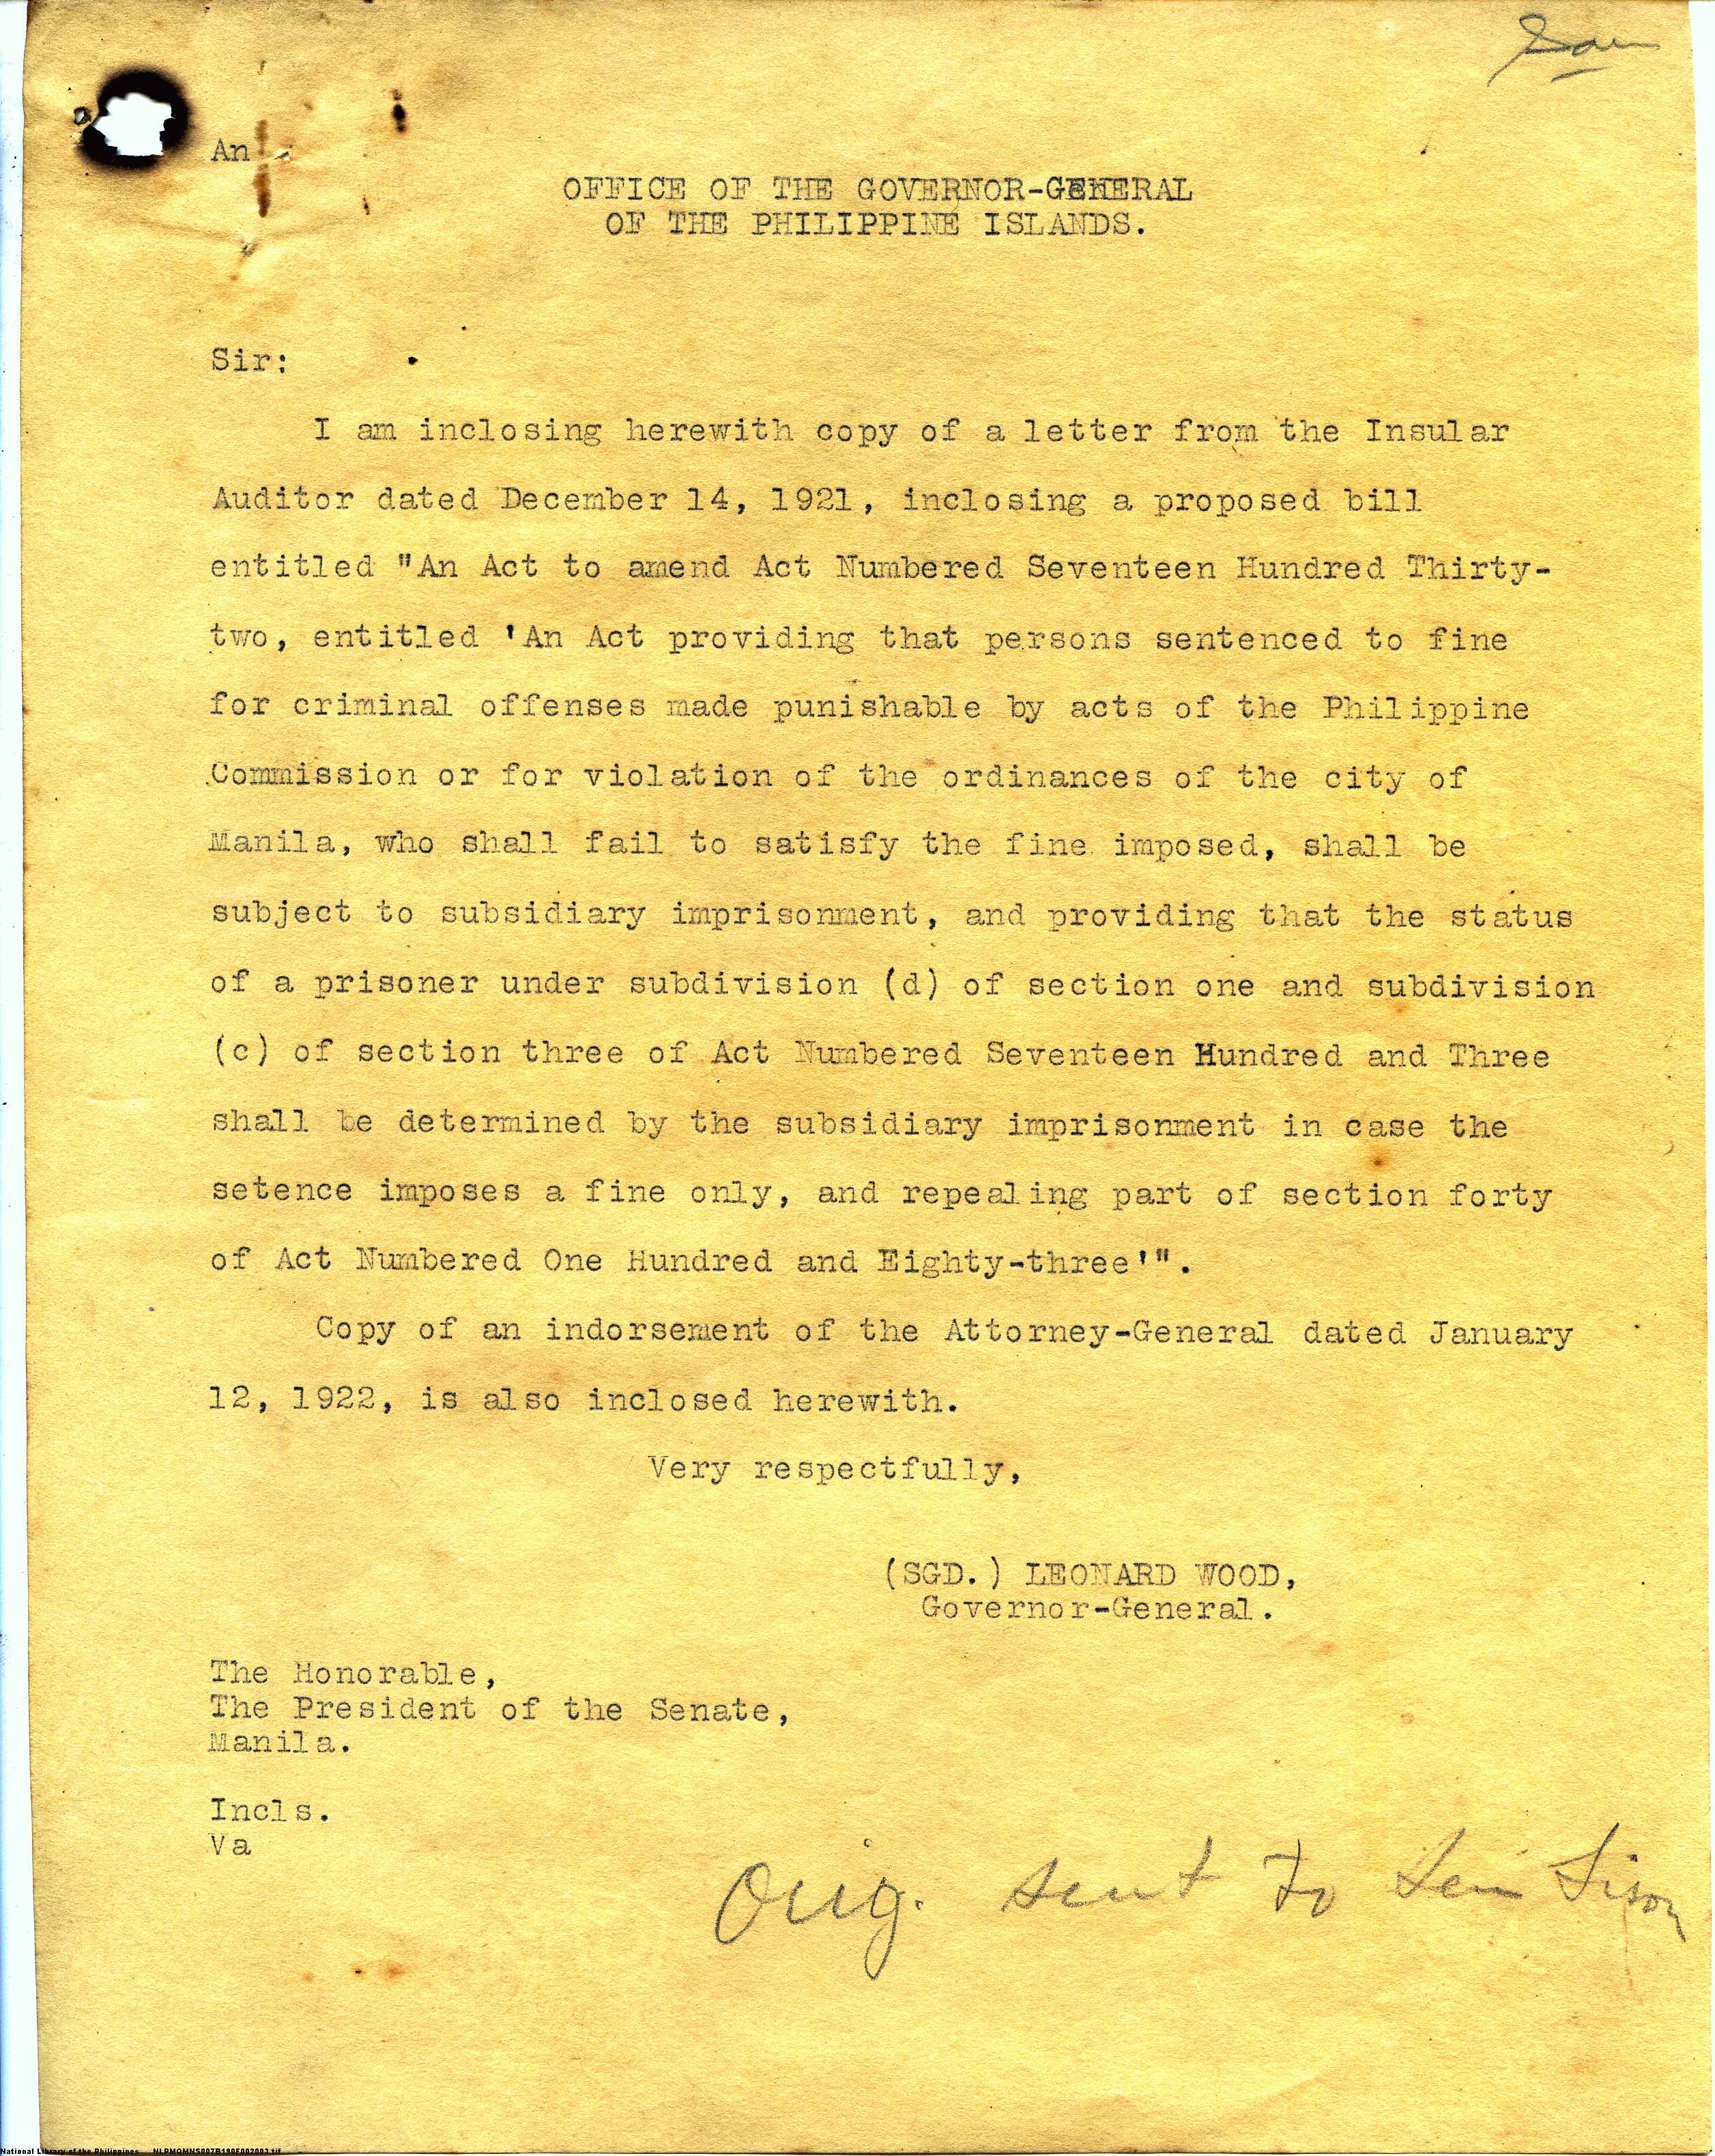 An
OFFICE OF THE GOVERNOR-GENERAL
OF THE PHILIPPINE ISLANDS.
Sir:
I am inclosing herewith copy of a letter from the Insular
Auditor dated December 14, 1921, inclosing a proposed bill
entitled "An Act to amend Act Numbered Seventeen Hundred Thirty-
two, entitled 'An Act providing that persons sentenced to fine
for criminal offenses made punishable by acts of the Philippine
Commission or for violation of the ordinances of the city of
Manila, who shall fail to satisfy the fine imposed, shall be
subject to subsidiary imprisonment, and providing that the status
of a prisoner under subdivision (d) of section one and subdivision
(c) of section three of Act Numbered Seventeen Hundred and Three
shall be determined by the subsidiary imprisonment in case the
setence imposes a fine only, and repealing part of section forty
of Act Numbered One Hundred and Eighty-three'".
Copy of an indorsement of the Attorney-General dated January
12, 1922, is also inclosed herewith.
Very respectfully,
(SGD.) LEONARD WOOD,
Governor-General.
The Honorable,
The President of the Senate,
Manila.
Incls.
Va
Orig. sent to Sen Sison
National Library of the Philippines NLPMQMNS007B190F002003.tif